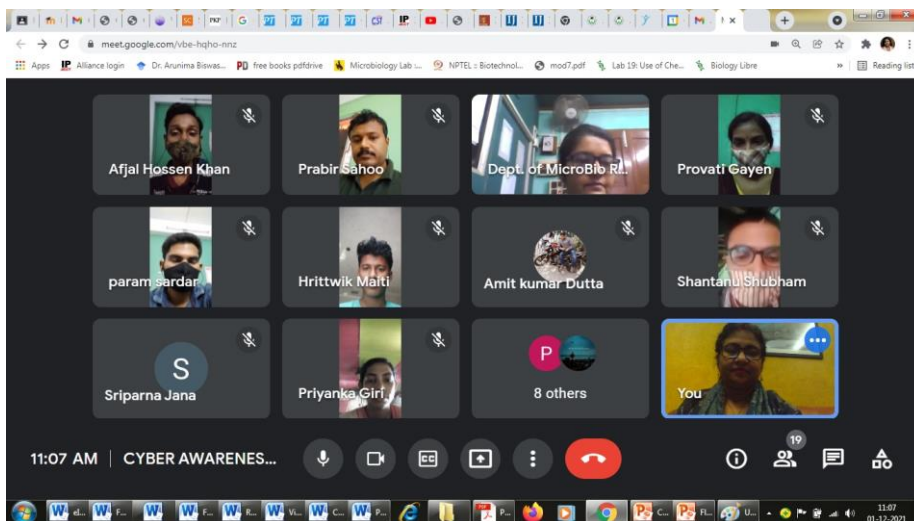 meet.google.com/vbe-hqho-nnz
Apps IP Alliance login Dr. Arunima Biswas... PD free books pdfdrive Microbiology Lab :... NPTEL :: Biotechnol... mod7.pdf Lab 19: Use of Che... Biology Libre » Reading list
Afjal Hossen Khan Prabir Sahoo Dept. of MicroBio R... Provati Gayen
param sardar Hrittwik Maiti Amit kumar Dutta Shantanu Shubham
S P
Sriparna Jana Priyanka Giri 8 others You
19
11:07 AM | CYBER AWARENES...
11:07
01-12-2021